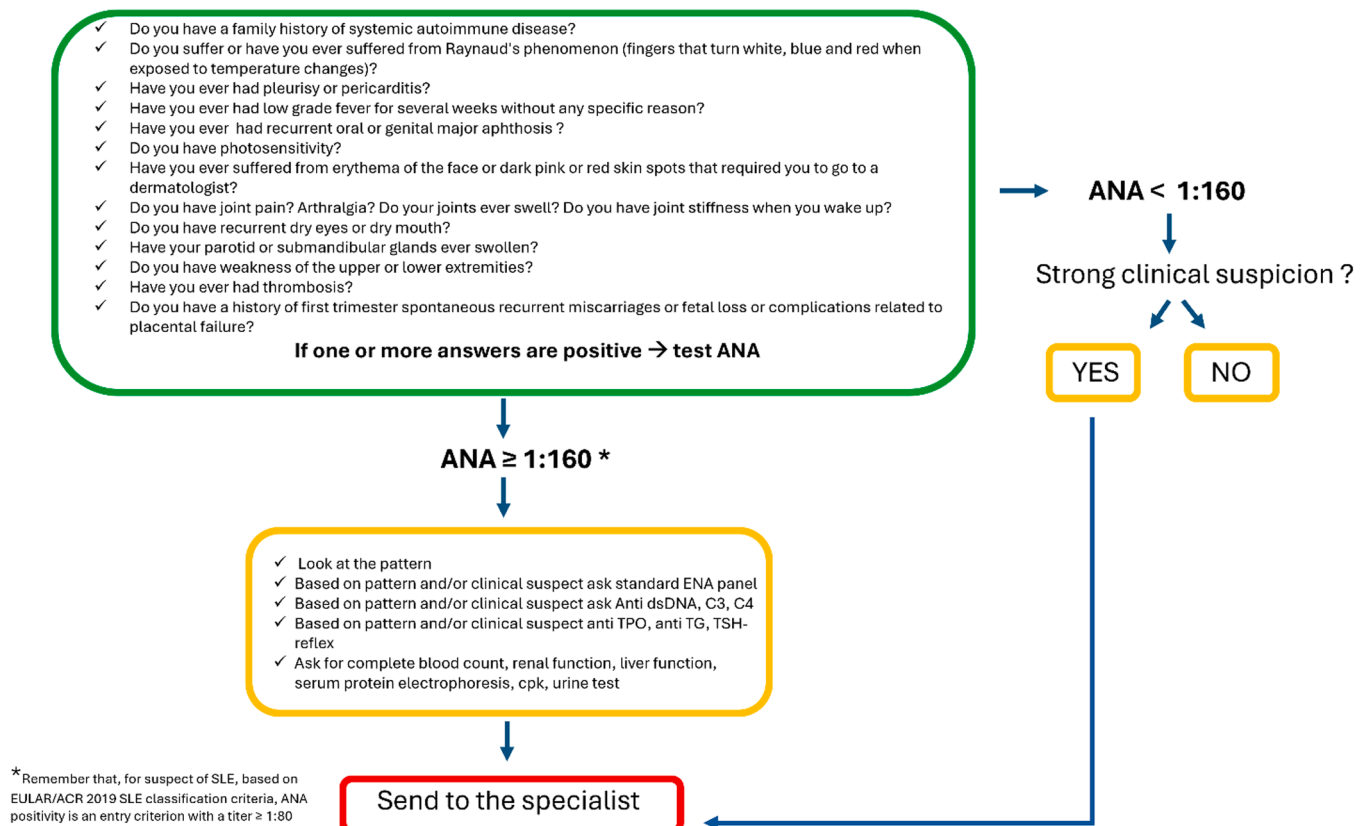 ✓ Do you have a family history of systemic autoimmune disease?
✓ Do you suffer or have you ever suffered from Raynaud's phenomenon (fingers that turn white, blue and red when
exposed to temperature changes)?
✓ Have you ever had pleurisy or pericarditis?
✓ Have you ever had low grade fever for several weeks without any specific reason?
✓ Have you ever had recurrent oral or genital major aphthosis ?
✓ Do you have photosensitivity?
✓ Have you ever suffered from erythema of the face or dark pink or red skin spots that required you to go to a
dermatologist?
✓ Do you have joint pain? Arthralgia? Do your joints ever swell? Do you have joint stiffness when you wake up?
✓ Do you have recurrent dry eyes or dry mouth?
✓ Have your parotid or submandibular glands ever swollen?
✓ Do you have weakness of the upper or lower extremities?
✓ Have you ever had thrombosis?
✓ Do you have a history of first trimester spontaneous recurrent miscarriages or fetal loss or complications related to
placental failure?
If one or more answers are positive → test ANA
ANA < 1:160
Strong clinical suspicion ?
YES
NO
ANA ≥ 1:160 *
✓ Look at the pattern
✓ Based on pattern and/or clinical suspect ask standard ENA panel
✓ Based on pattern and/or clinical suspect ask Anti dsDNA, C3, C4
✓ Based on pattern and/or clinical suspect anti TPO, anti TG, TSH-
reflex
✓ Ask for complete blood count, renal function, liver function,
serum protein electrophoresis, cpk, urine test
Send to the specialist
*Remember that, for suspect of SLE, based on
EULAR/ACR 2019 SLE classification criteria, ANA
positivity is an entry criterion with a titer ≥ 1:80